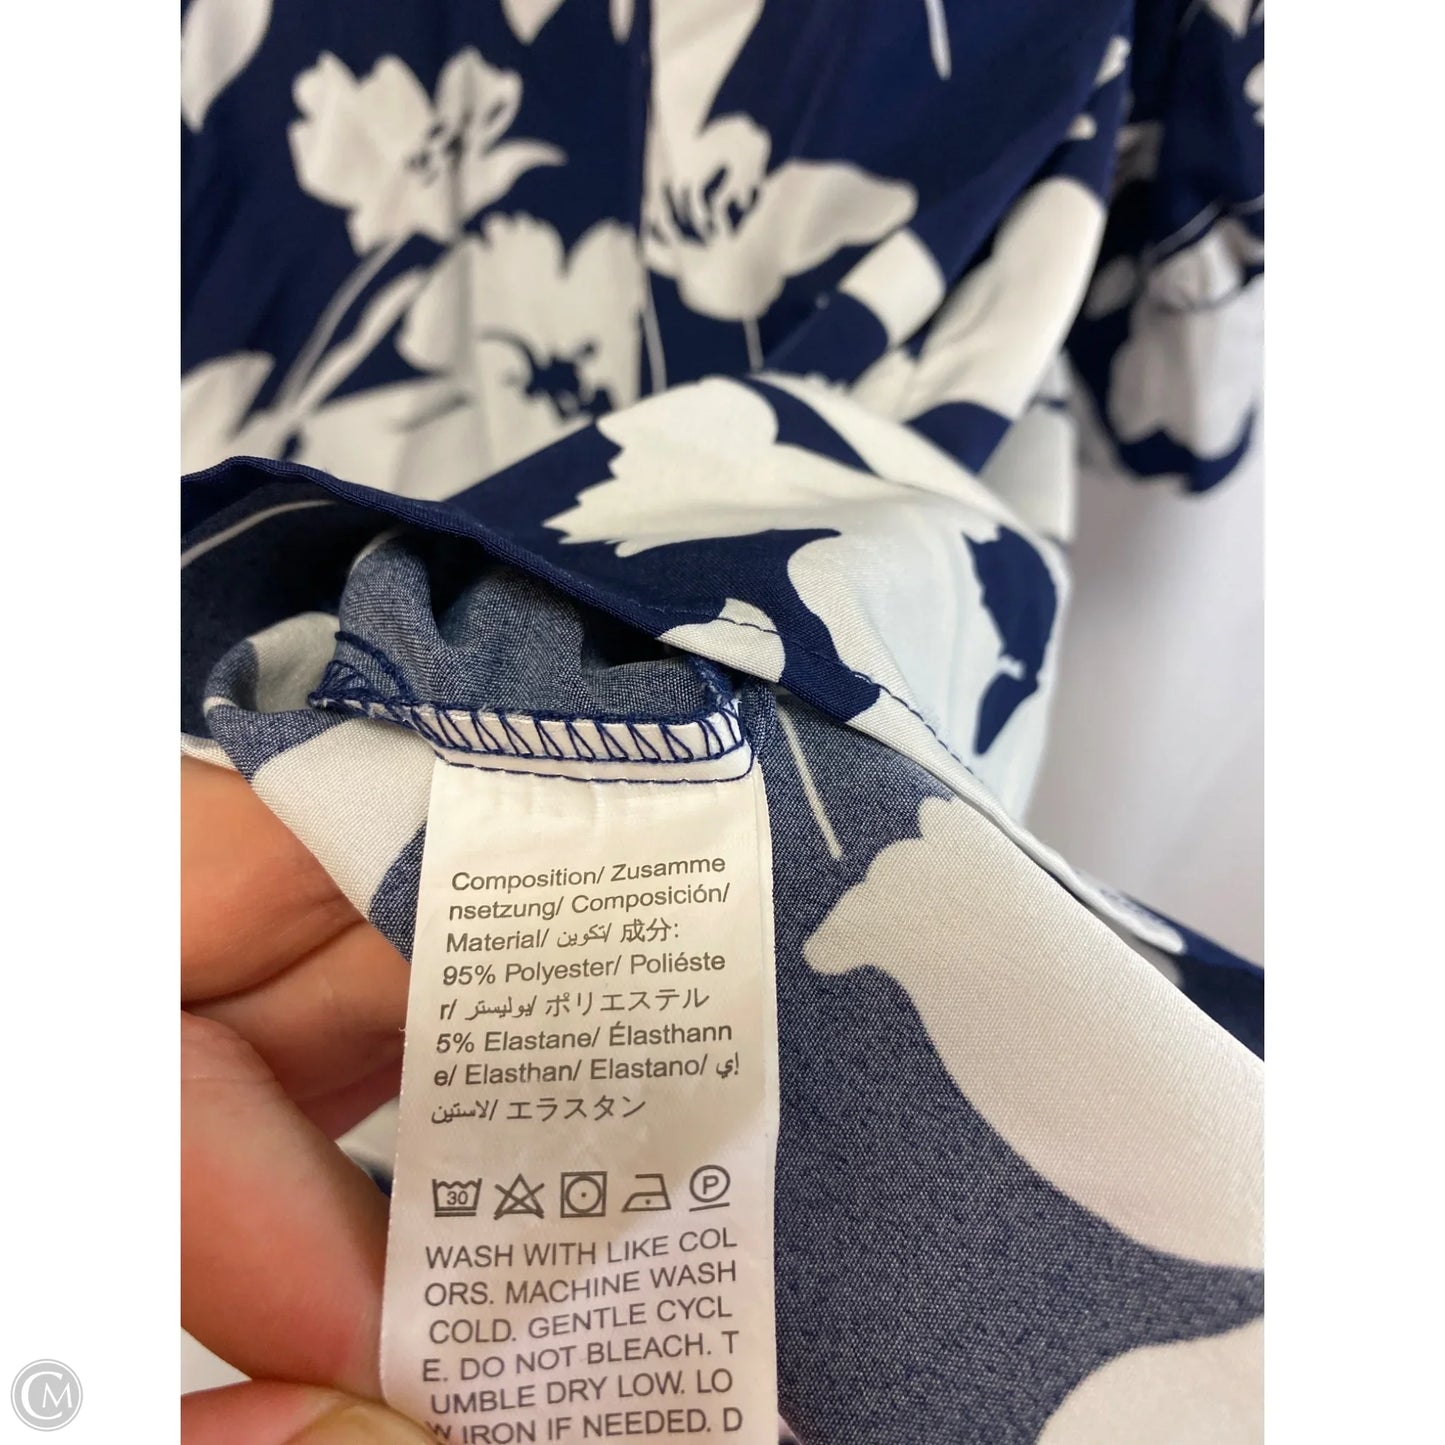 Composition/ Zusamme
nsetzung/ Composición/
Material/ تكوين/ 成分:
95% Polyester/ Poliéste
r/ بوليستر/ ポリエステル
5% Elastane/ Élasthann
e/ Elasthan/ Elastano/ إي
لاستين/ エラスタン
30 P
WASH WITH LIKE COL
ORS. MACHINE WASH
COLD. GENTLE CYCL
E. DO NOT BLEACH. T
UMBLE DRY LOW. LO
W IRON IF NEEDED. D
CM